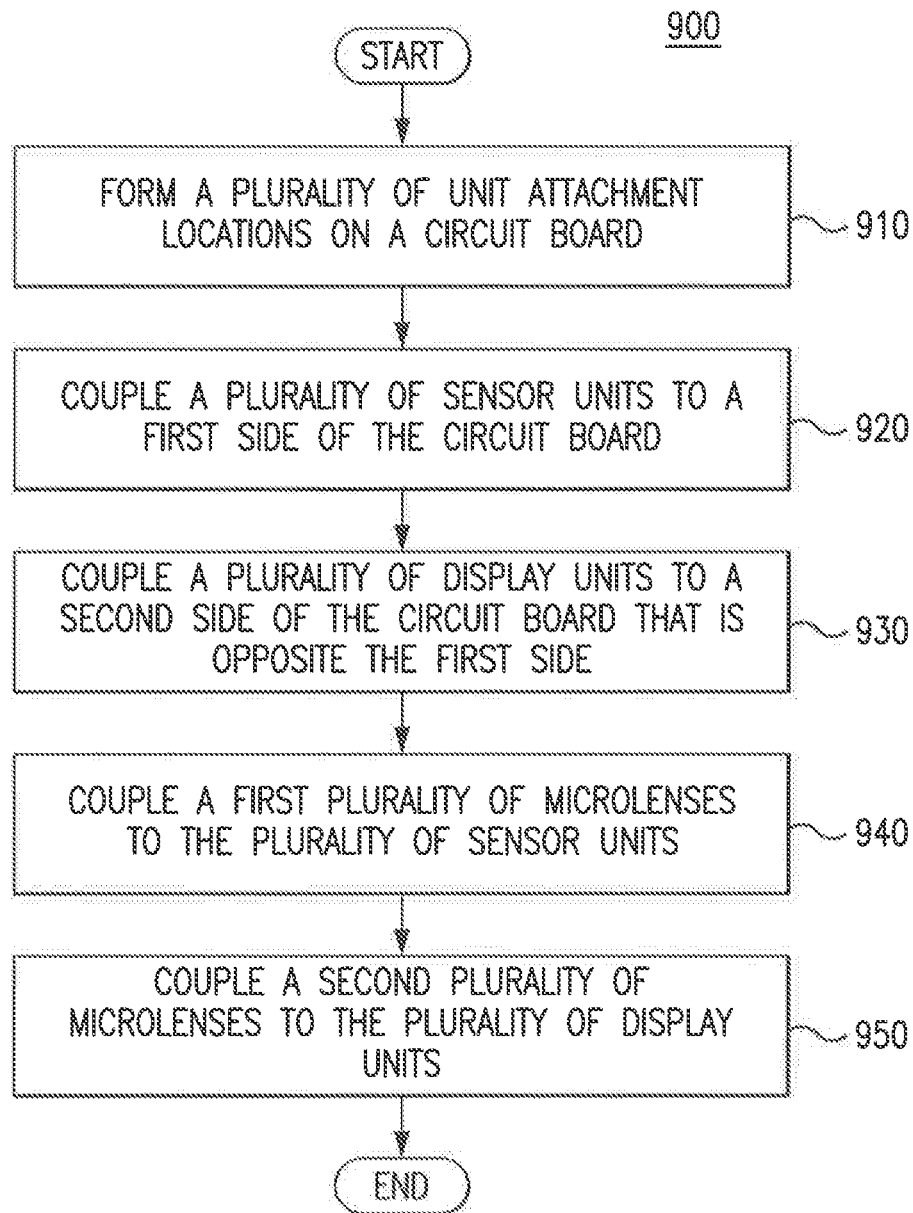 900
START
FORM A PLURALITY OF UNIT ATTACHMENT
LOCATIONS ON A CIRCUIT BOARD
910
COUPLE A PLURALITY OF SENSOR UNITS TO A
FIRST SIDE OF THE CIRCUIT BOARD
920
COUPLE A PLURALITY OF DISPLAY UNITS TO A
SECOND SIDE OF THE CIRCUIT BOARD THAT IS
OPPOSITE THE FIRST SIDE
930
COUPLE A FIRST PLURALITY OF MICROLENSES
TO THE PLURALITY OF SENSOR UNITS
940
COUPLE A SECOND PLURALITY OF
MICROLENSES TO THE PLURALITY OF DISPLAY
UNITS
950
END